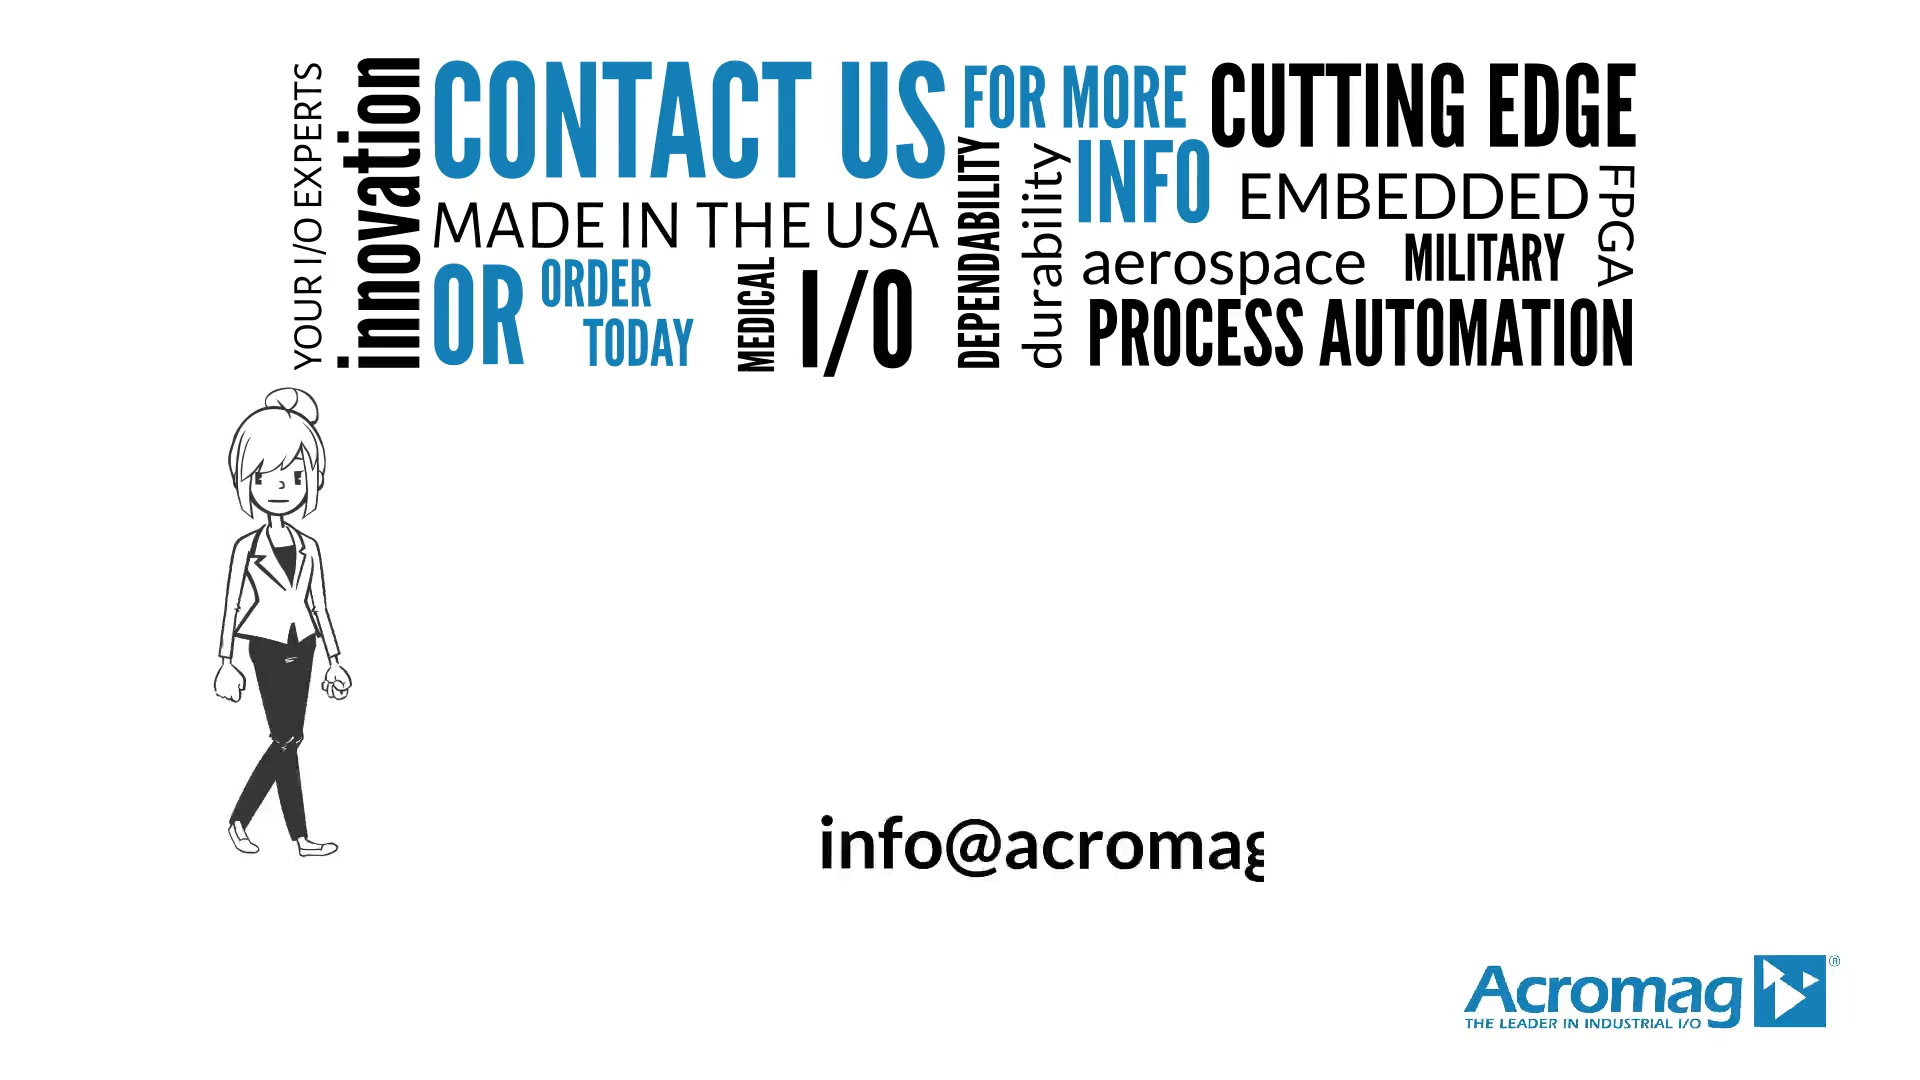 YOUR I/O EXPERTS
innovation
CONTACT US
FOR MORE
INFO
CUTTING EDGE
MADE IN THE USA
DEPENDABILITY
durability
EMBEDDED
FPGA
OR
ORDER
TODAY
MEDICAL
I/O
aerospace
MILITARY
PROCESS AUTOMATION
info@acromag
Acromag®
THE LEADER IN INDUSTRIAL I/O